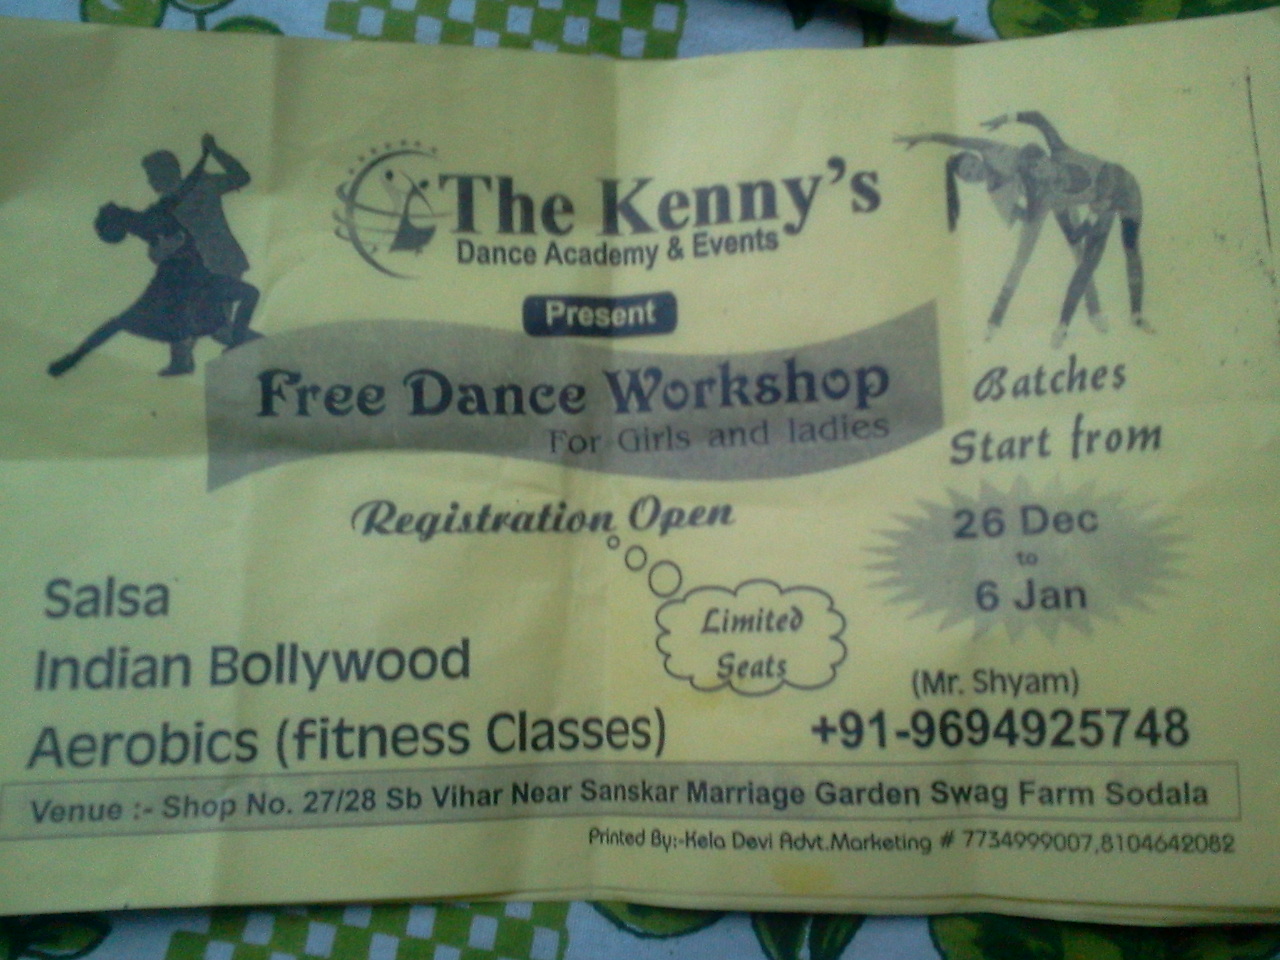 The Kenny's
Dance Academy & Events
Present
Free Dance Workshop
For Girls and ladies
Batches
Start from
26 Dec
to
6 Jan
Registration Open
Limited
Seats
Salsa
Indian Bollywood
Aerobics (fitness Classes)
(Mr. Shyam)
+91-9694925748
Venue :- Shop No. 27/28 Sb Vihar Near Sanskar Marriage Garden Swag Farm Sodala
Printed By:-Kela Devi Advt.Marketing # 7734999007,8104642082